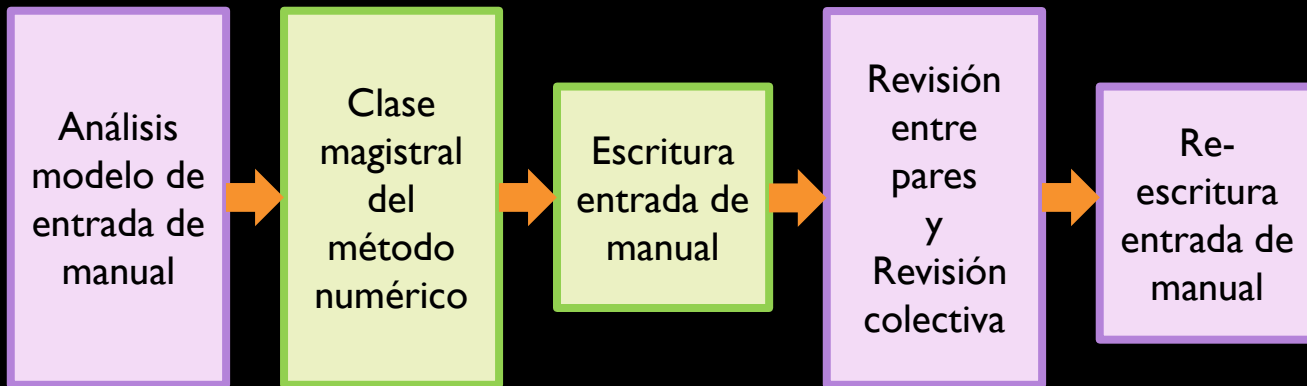 Análisis
modelo de
entrada de
manual
Clase
magistral
del
método
numérico
Escritura
entrada de
manual
Revisión
entre
pares
y
Revisión
colectiva
Re-
escritura
entrada de
manual